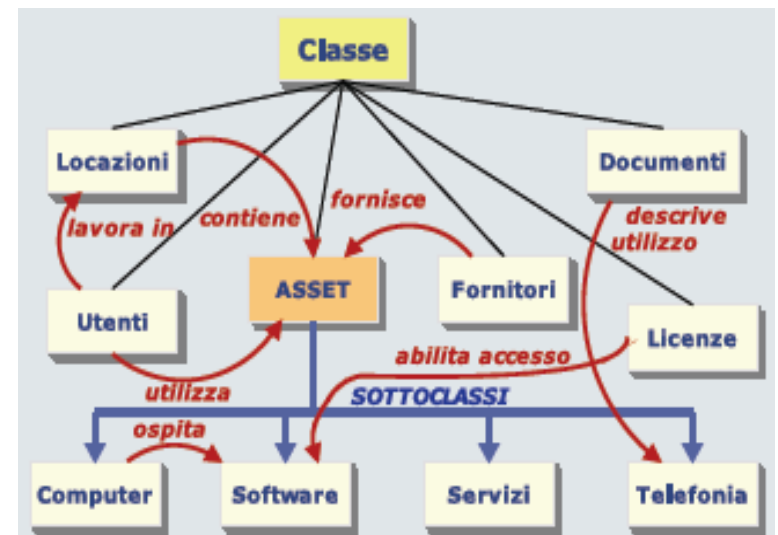 Classe
Locazioni
Documenti
lavora in
contiene
fornisce
descrive
utilizzo
ASSET
Fornitori
Utenti
Licenze
abilita accesso
utilizza
SOTTOCLASSI
ospita
Computer
Software
Servizi
Telefonia